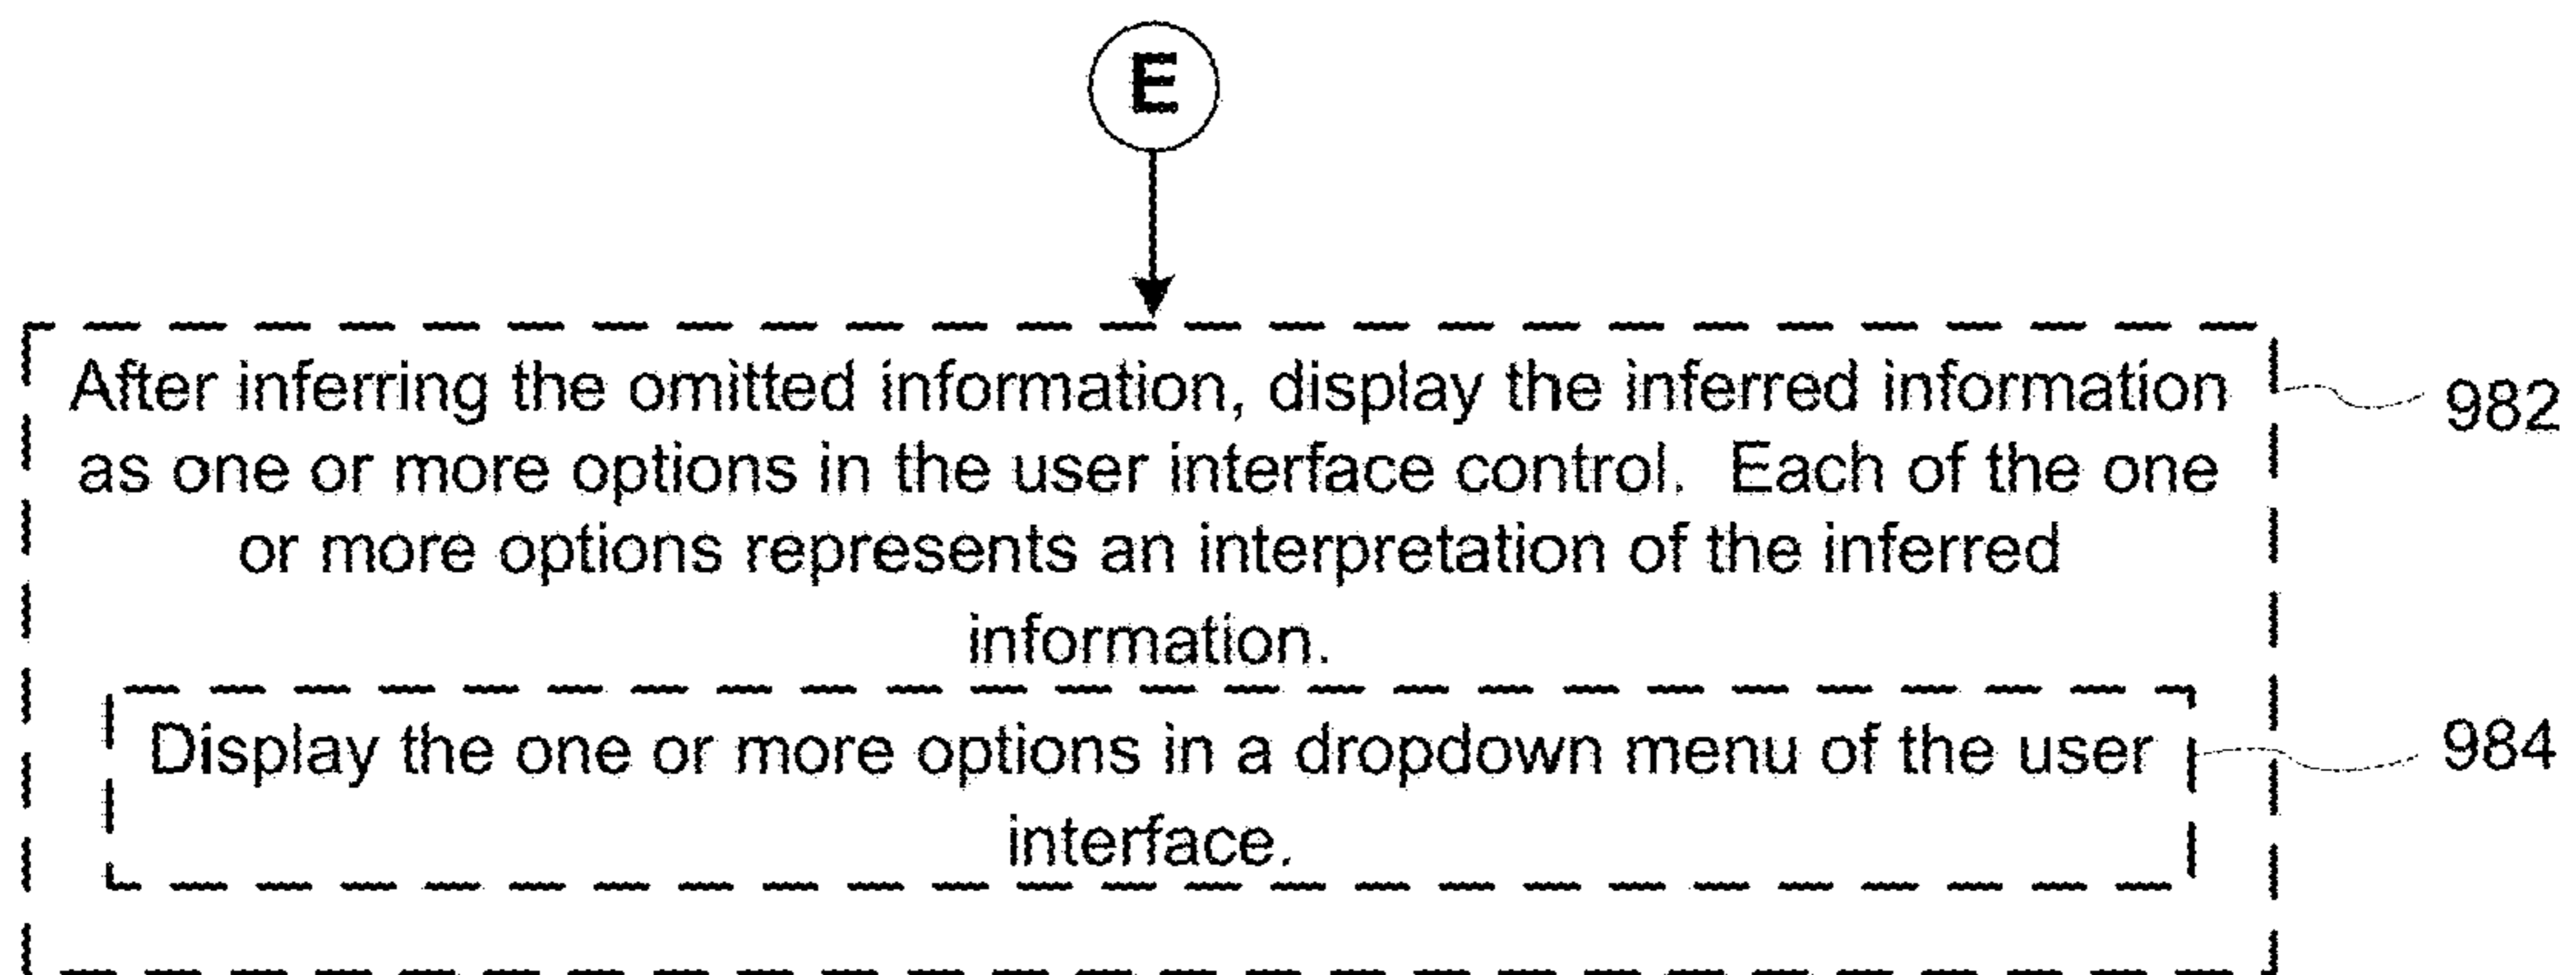 E
After inferring the omitted information, display the inferred information
982
as one or more options in the user interface control.  Each of the one
or more options represents an interpretation of the inferred
information.
Display the one or more options in a dropdown menu of the user
984
interface.